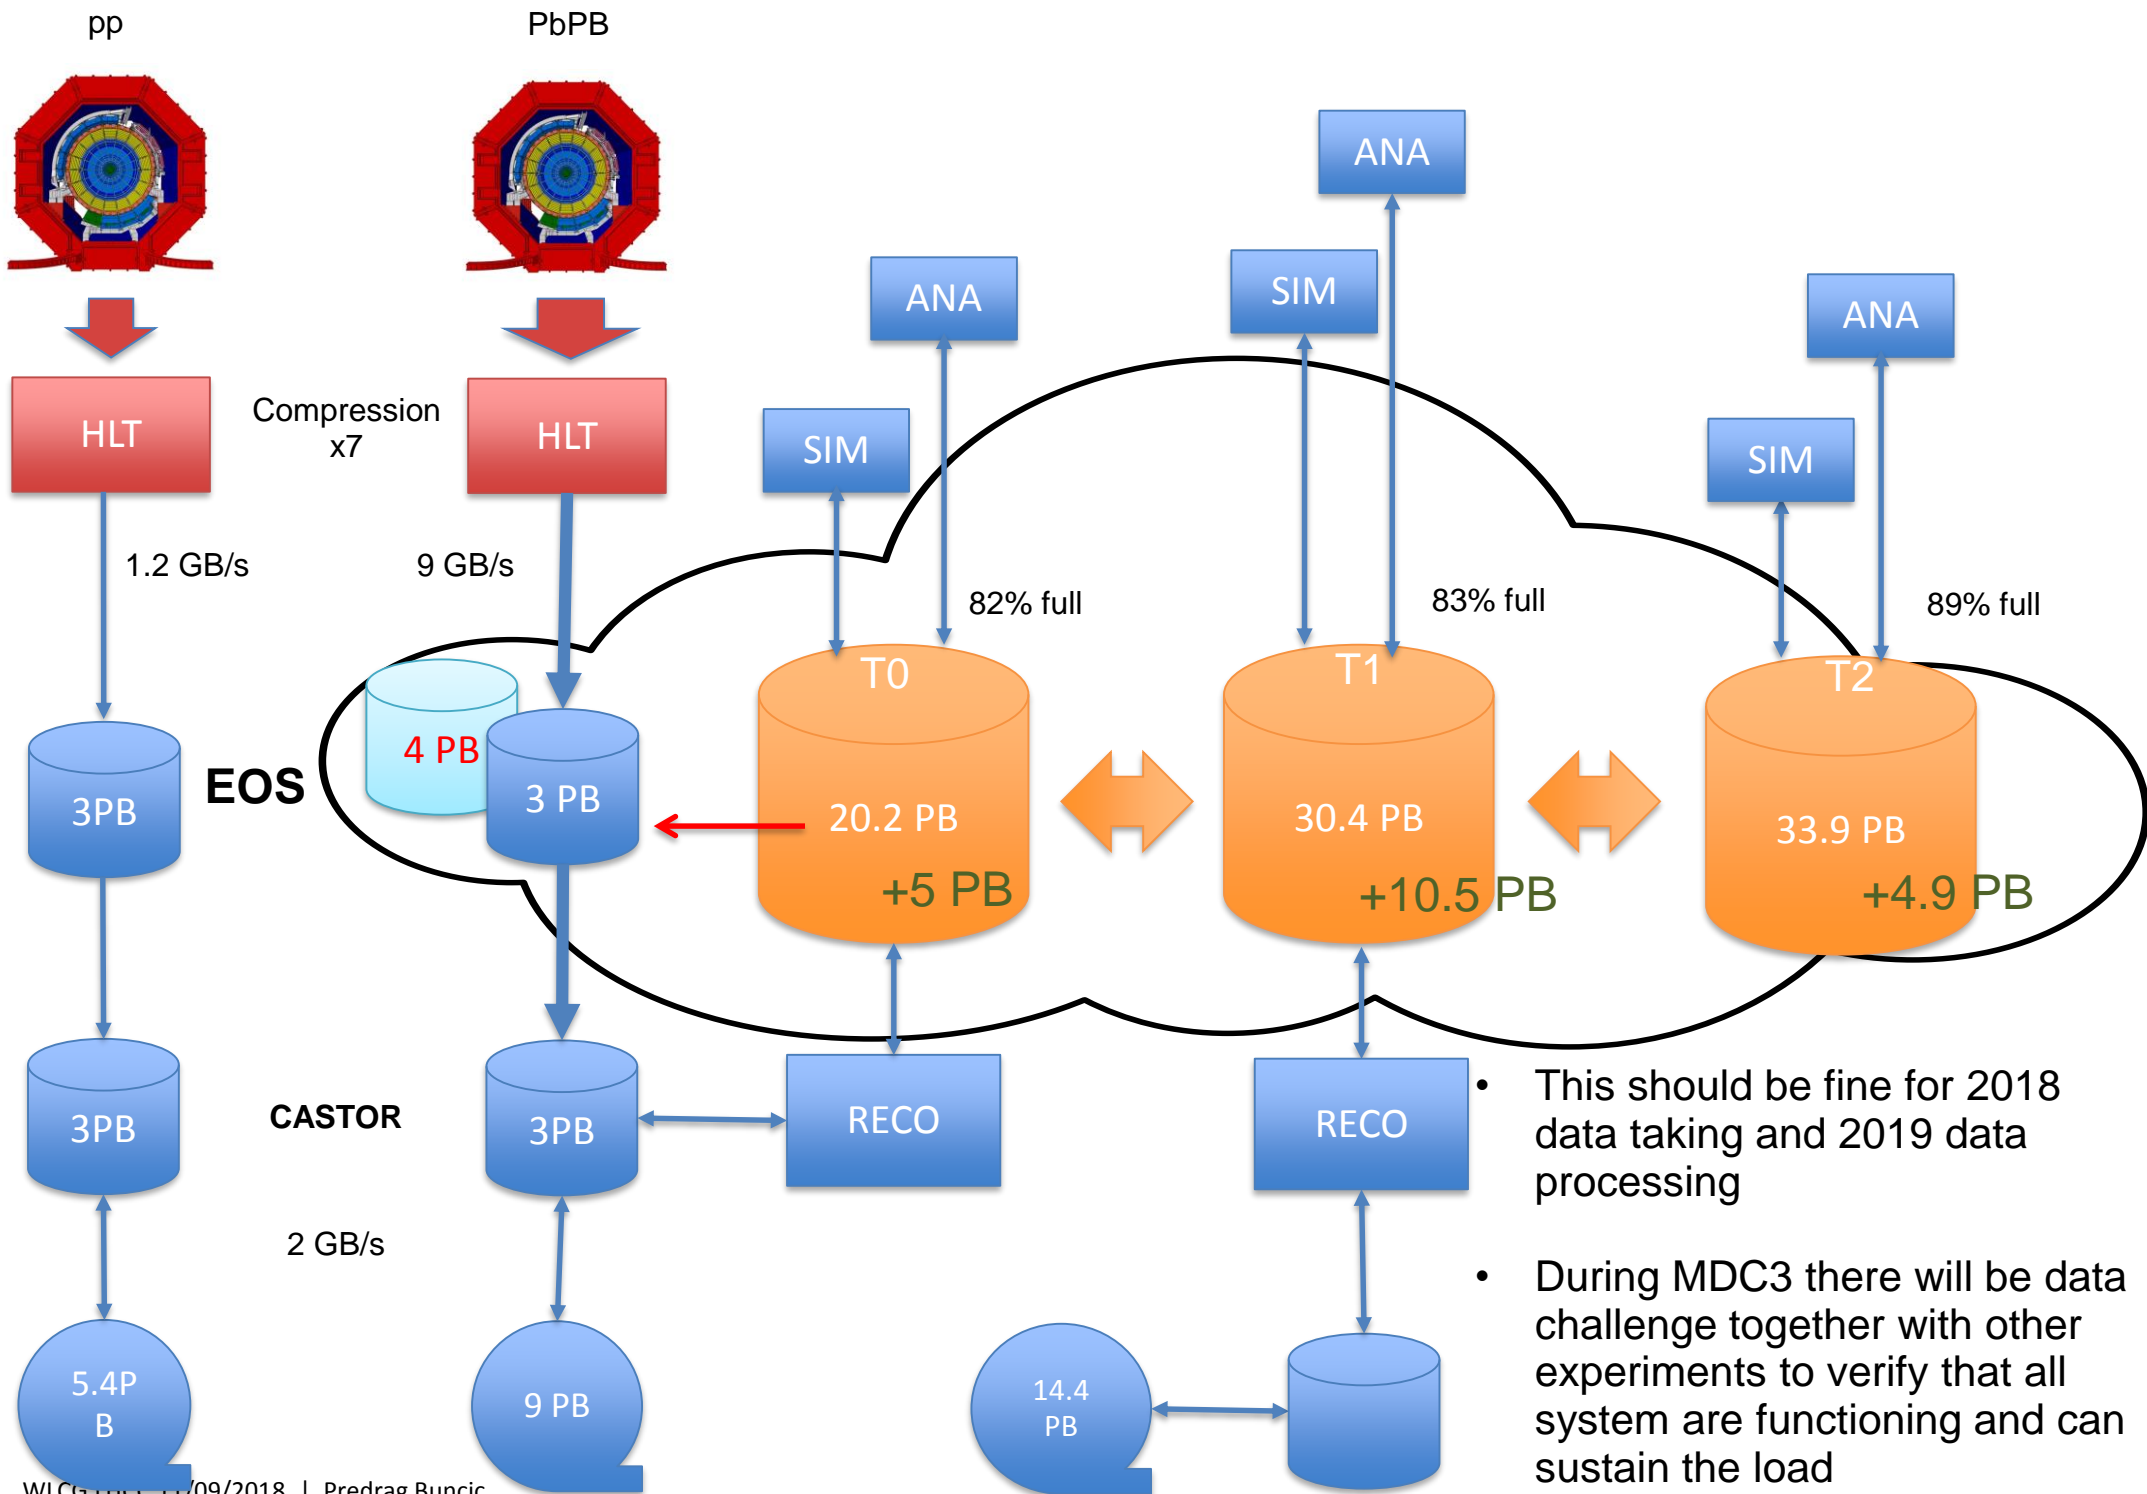 pp
PbPB
ANA
SIM
ANA
ANA
HLT
Compression
x7
HLT
SIM
SIM
1.2 GB/s
9 GB/s
82% full
83% full
89% full
T0
T1
T2
4 PB
3PB
EOS
3 PB
20.2 PB
30.4 PB
33.9 PB
+5 PB
+10.5 PB
+4.9 PB
3PB
CASTOR
3PB
RECO
RECO
• This should be fine for 2018
data taking and 2019 data
processing
2 GB/s
• During MDC3 there will be data
challenge together with other
experiments to verify that all
system are functioning and can
sustain the load
5.4P
B
9 PB
14.4
PB
WLCG /09/2018 | Predrag Buncic